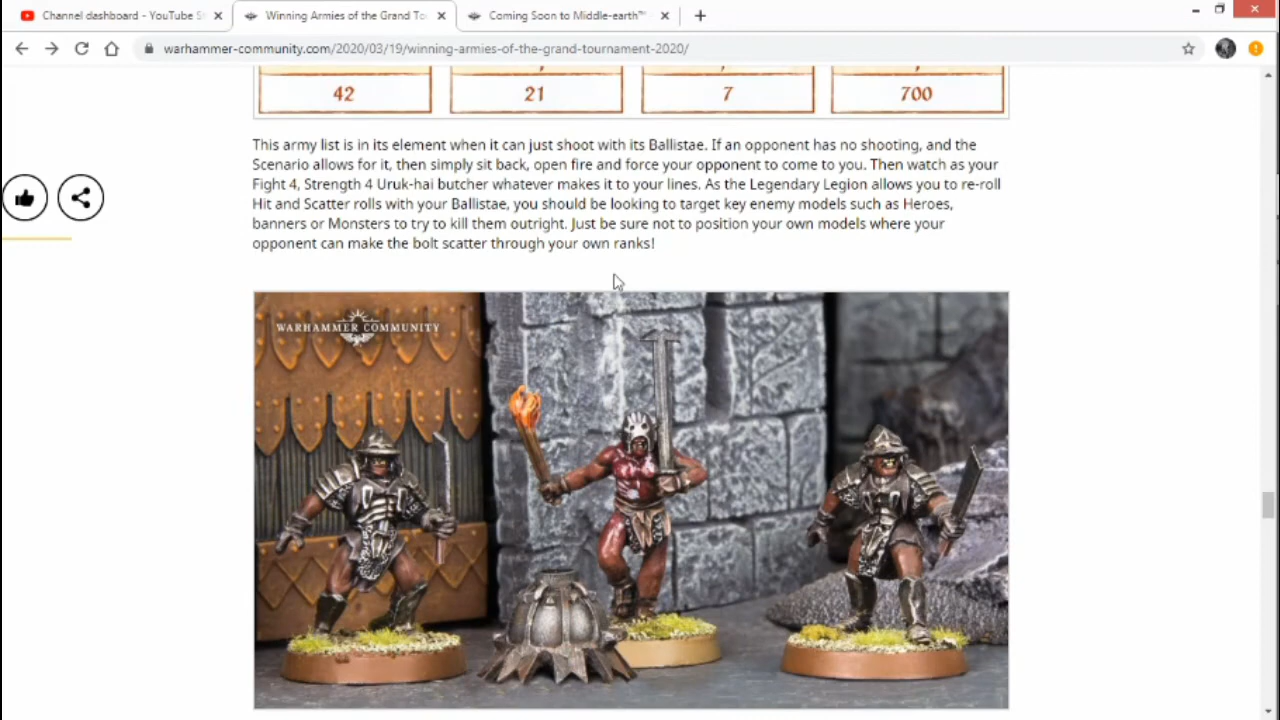 Channel dashboard - YouTube S
Winning Armies of the Grand To
Coming Soon to Middle-earth™
warhammer-community.com/2020/03/19/winning-armies-of-the-grand-tournament-2020/
42 21 7 700
This army list is in its element when it can just shoot with its Ballistae. If an opponent has no shooting, and the
Scenario allows for it, then simply sit back, open fire and force your opponent to come to you. Then watch as your
Fight 4, Strength 4 Uruk-hai butcher whatever makes it to your lines. As the Legendary Legion allows you to re-roll
Hit and Scatter rolls with your Ballistae, you should be looking to target key enemy models such as Heroes,
banners or Monsters to try to kill them outright. Just be sure not to position your own models where your
opponent can make the bolt scatter through your own ranks!
WARHAMMER COMMUNITY